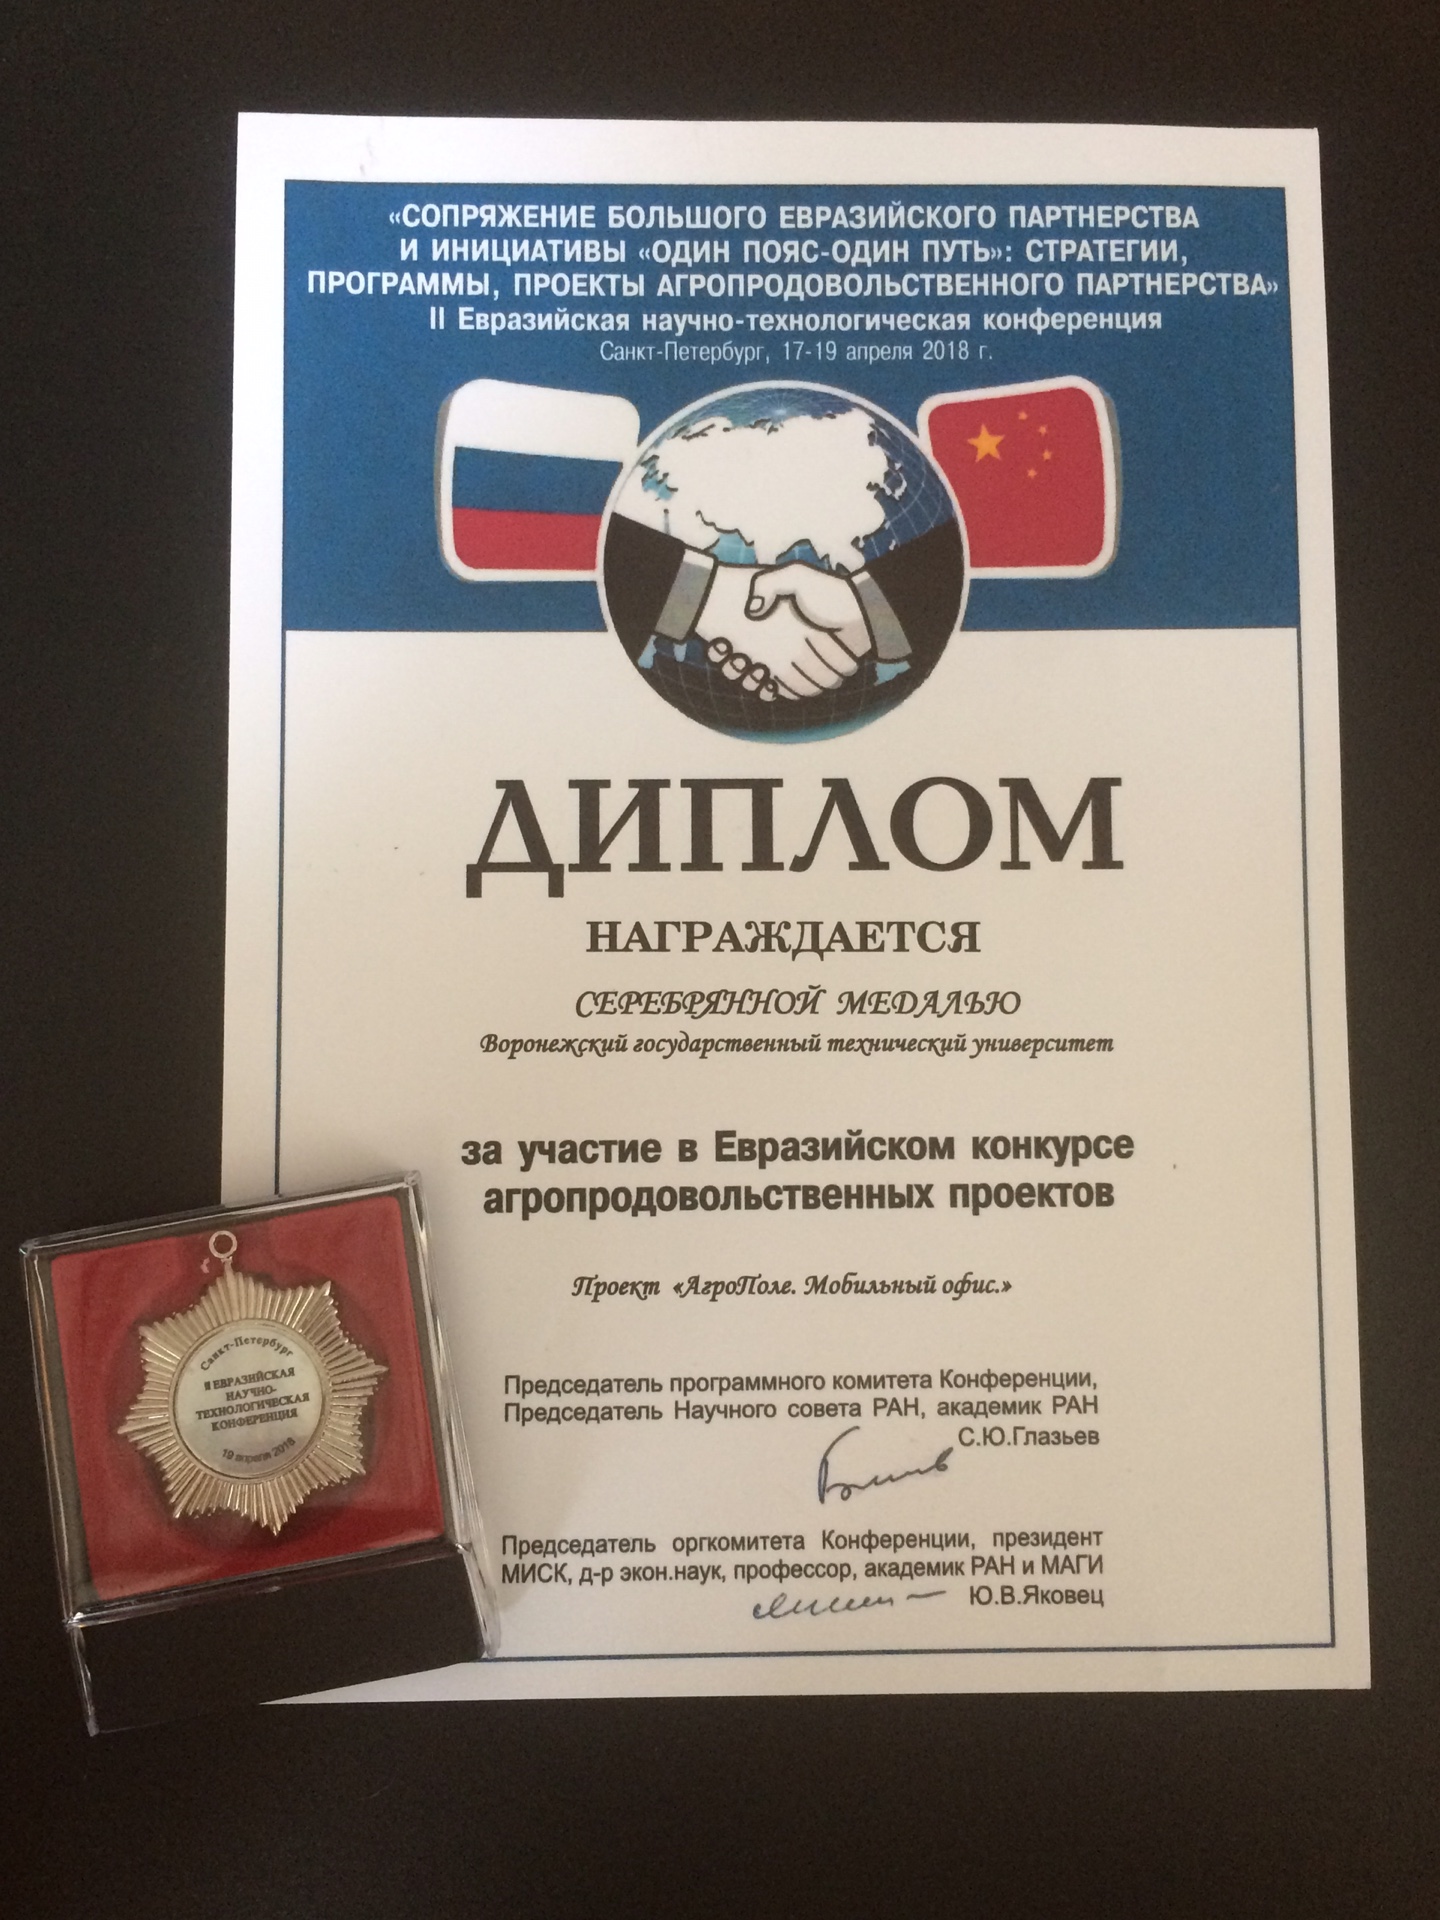 «СОПРЯЖЕНИЕ БОЛЬШОГО ЕВРАЗИЙСКОГО ПАРТНЕРСТВА
И ИНИЦИАТИВЫ «ОДИН ПОЯС-ОДИН ПУТЬ»: СТРАТЕГИИ,
ПРОГРАММЫ, ПРОЕКТЫ АГРОПРОДОВОЛЬСТВЕННОГО ПАРТНЕРСТВА»
II Евразийская научно-технологическая конференция
Санкт-Петербург, 17-19 апреля 2018 г.
ДИПЛОМ
НАГРАЖДАЕТСЯ
СЕРЕБРЯННОЙ МЕДАЛЬЮ
Воронежский государственный технический университет
за участие в Евразийском конкурсе
агропродовольственных проектов
Проект «АгроПоле. Мобильный офис.»
Председатель программного комитета Конференции,
Председатель Научного совета РАН, академик РАН
С.Ю.Глазьев
Председатель оргкомитета Конференции, президент
МИСК, д-р экон.наук, профессор, академик РАН и МАГИ
Ю.В.Яковец
Санкт-Петербург
II ЕВРАЗИЙСКАЯ
НАУЧНО-
ТЕХНОЛОГИЧЕСКАЯ
КОНФЕРЕНЦИЯ
19 апреля 2018